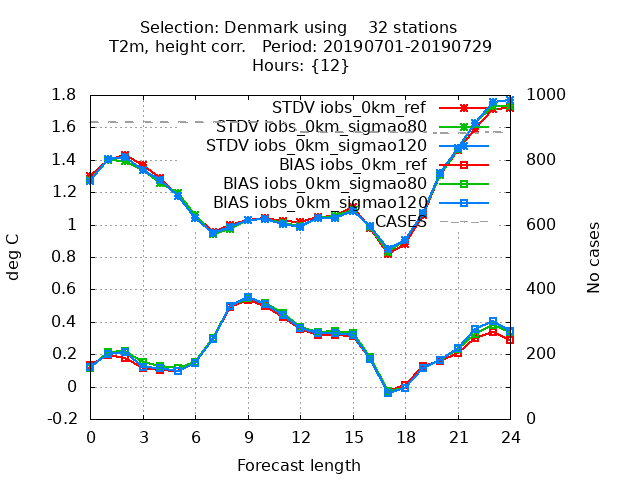 Selection: Denmark using 32 stations
T2m, height corr. Period: 20190701-20190729
Hours: {12}
1.8
1.6
1.4
1.2
1
0.8
0.6
0.4
0.2
0
-0.2
deg C
STDV iobs_0km_ref
STDV iobs_0km_sigmao80
STDV iobs_0km_sigmao120
BIAS iobs_0km_ref
BIAS iobs_0km_sigmao80
BIAS iobs_0km_sigmao120
CASES
1000
800
600
400
200
0
No cases
0 3 6 9 12 15 18 21 24
Forecast length